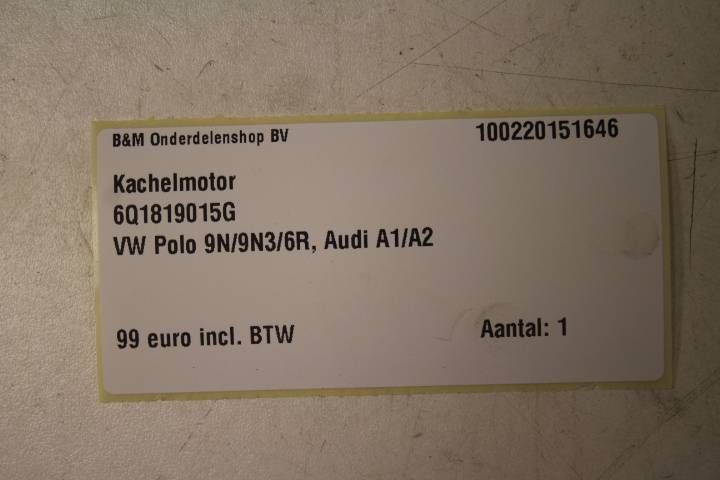 B&M Onderdelenshop BV 100220151646
Kachelmotor
6Q1819015G
VW Polo 9N/9N3/6R, Audi A1/A2
99 euro incl. BTW Aantal: 1